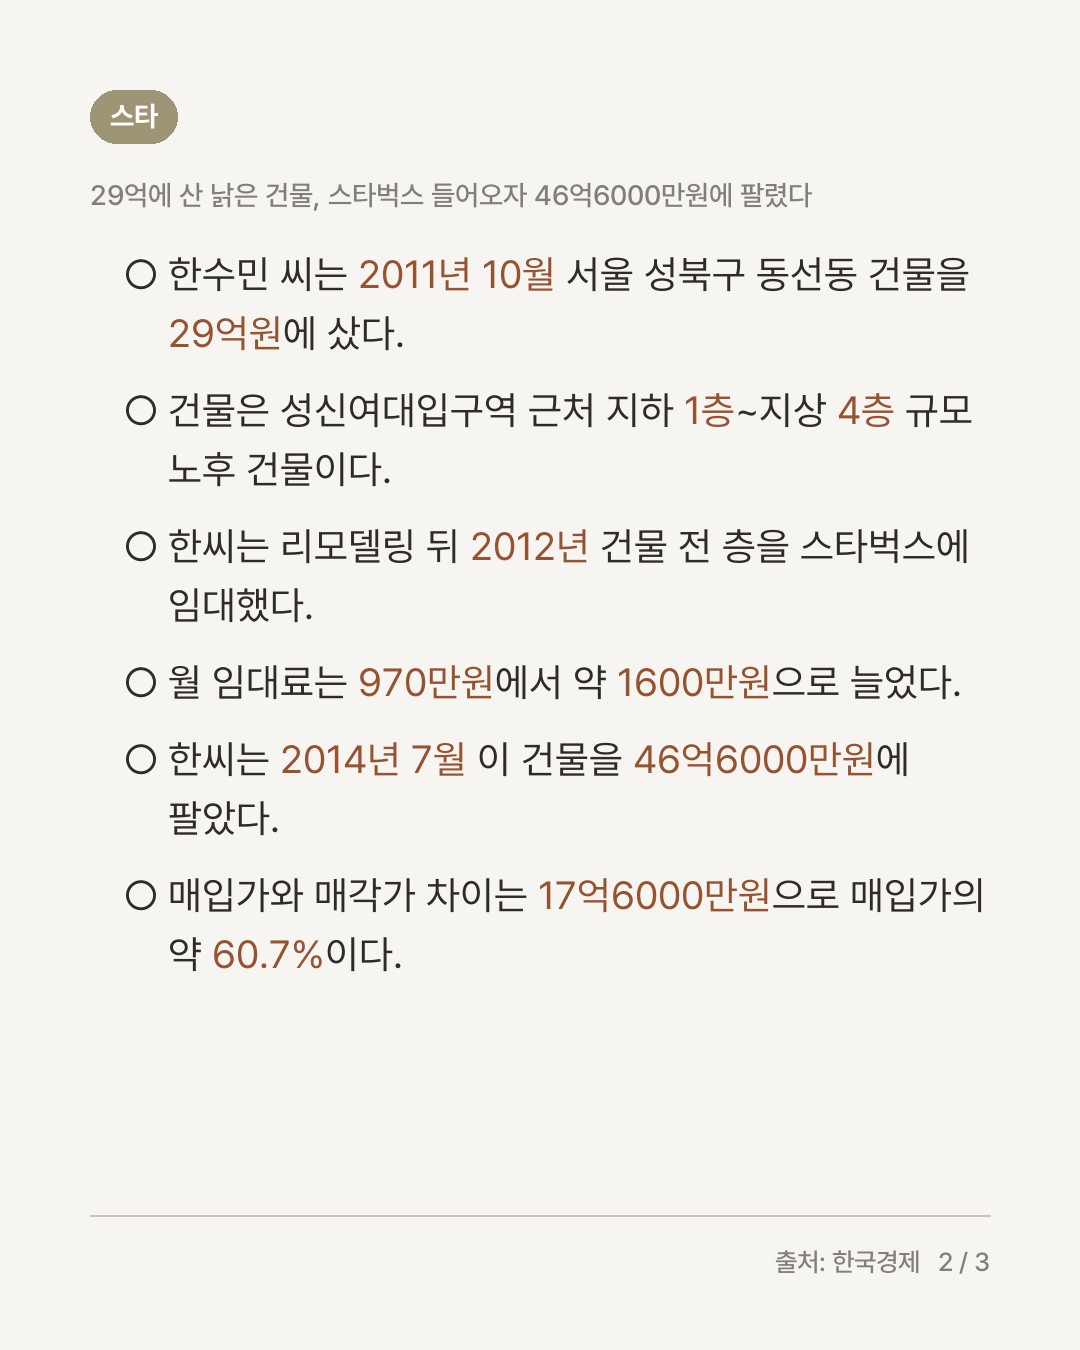 스타
29억에 산 낡은 건물, 스타벅스 들어오자 46억6000만원에 팔렸다
○ 한수민 씨는 2011년 10월 서울 성북구 동선동 건물을
29억원에 샀다.
○ 건물은 성신여대입구역 근처 지하 1층~지상 4층 규모
노후 건물이다.
○ 한씨는 리모델링 뒤 2012년 건물 전 층을 스타벅스에
임대했다.
○ 월 임대료는 970만원에서 약 1600만원으로 늘었다.
○ 한씨는 2014년 7월 이 건물을 46억6000만원에
팔았다.
○ 매입가와 매각가 차이는 17억6000만원으로 매입가의
약 60.7%이다.
출처: 한국경제 2 / 3